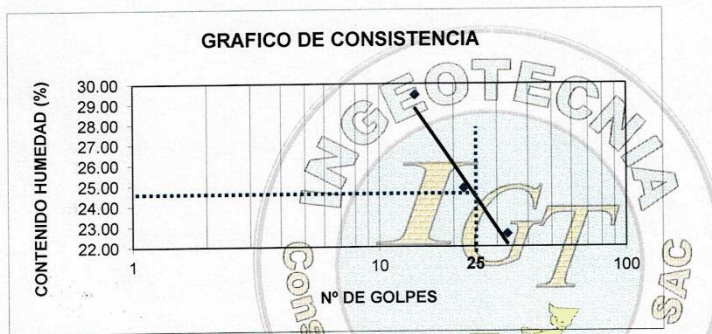 GRAFICO DE CONSISTENCIA
CONTENIDO HUMEDAD (%)
30.00
29.00
28.00
27.00
26.00
25.00
24.00
23.00
22.00
1
10
25
100
Nº DE GOLPES
INGEOTECNIA
IGT
Cons
SAC